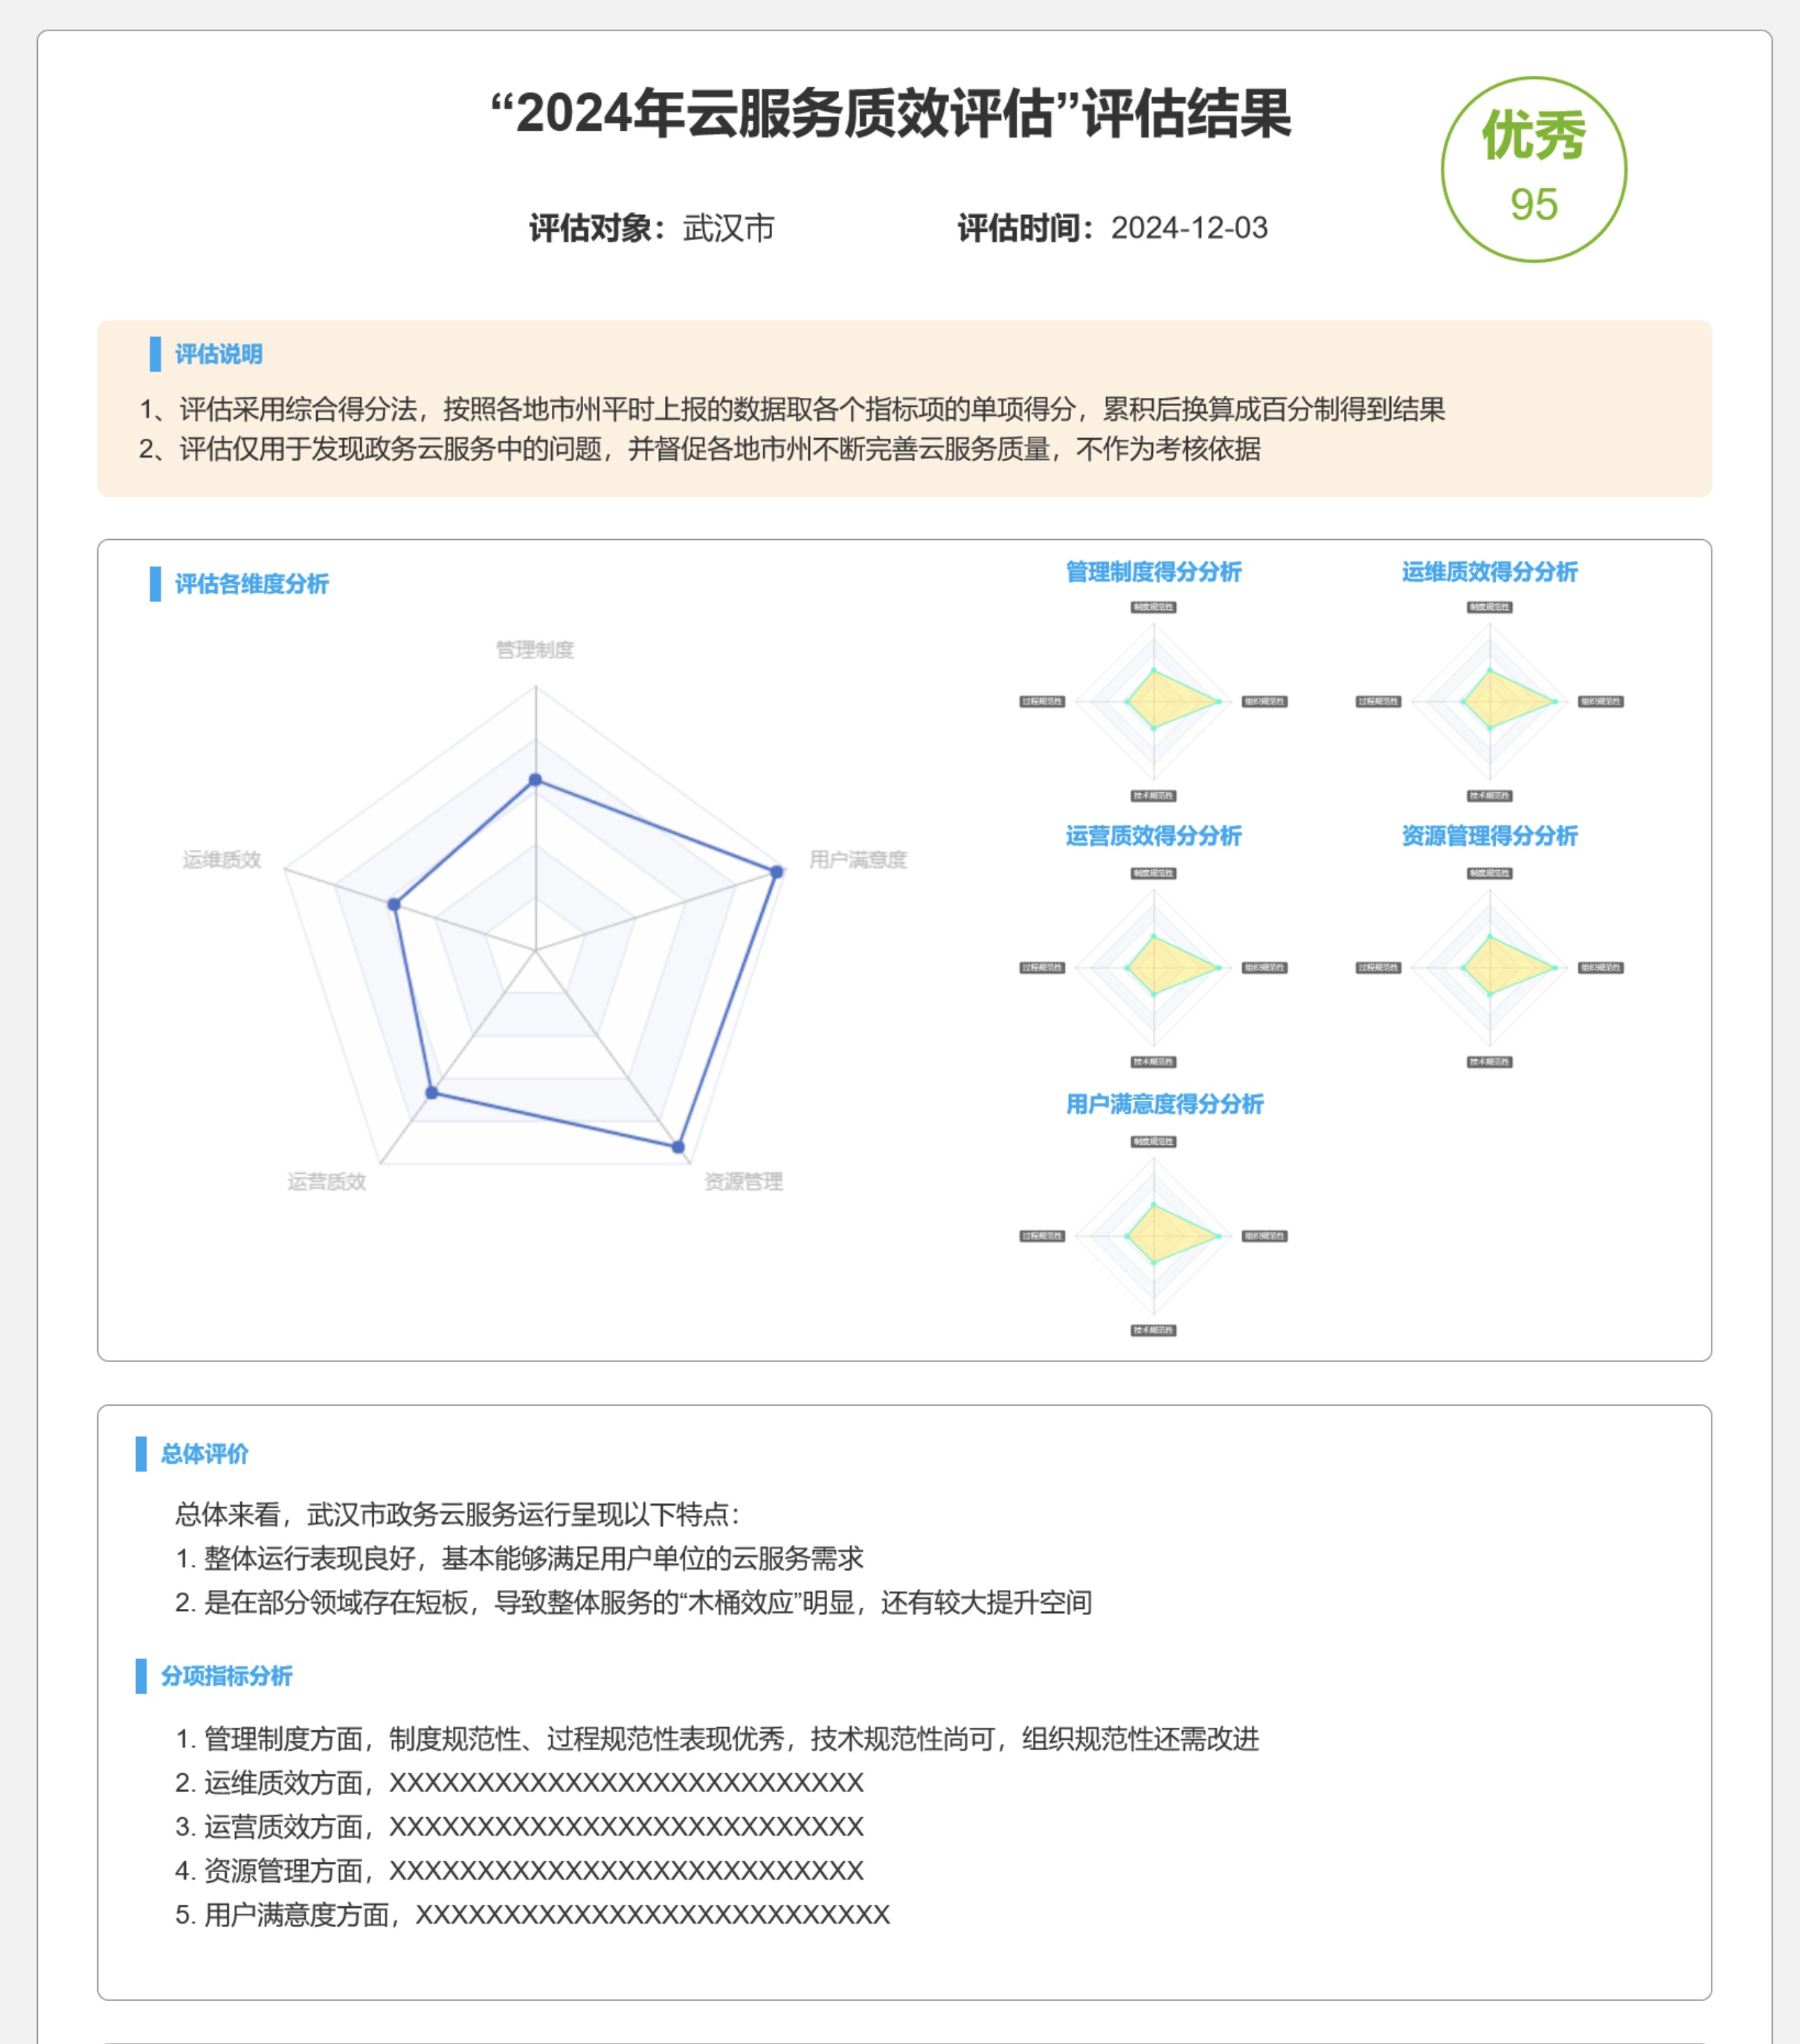 “2024年云服务质效评估”评估结果
优秀
95
评估对象：武汉市
评估时间：2024-12-03
评估说明
1、评估采用综合得分法，按照各地市州平时上报的数据取各个指标项的单项得分，累积后换算成百分制得到结果
2、评估仅用于发现政务云服务中的问题，并督促各地市州不断完善云服务质量，不作为考核依据
评估各维度分析
管理制度
用户满意度
资源管理
运营质效
运维质效
管理制度得分分析
制度规范性
过程规范性
组织规范性
技术规范性
运维质效得分分析
制度规范性
过程规范性
组织规范性
技术规范性
运营质效得分分析
制度规范性
过程规范性
组织规范性
技术规范性
资源管理得分分析
制度规范性
过程规范性
组织规范性
技术规范性
用户满意度得分分析
制度规范性
过程规范性
组织规范性
技术规范性
总体评价
总体来看，武汉市政务云服务运行呈现以下特点：
1. 整体运行表现良好，基本能够满足用户单位的云服务需求
2. 是在部分领域存在短板，导致整体服务的“木桶效应”明显，还有较大提升空间
分项指标分析
1. 管理制度方面，制度规范性、过程规范性表现优秀，技术规范性尚可，组织规范性还需改进
2. 运维质效方面，XXXXXXXXXXXXXXXXXXXXXXXXXXX
3. 运营质效方面，XXXXXXXXXXXXXXXXXXXXXXXXXXX
4. 资源管理方面，XXXXXXXXXXXXXXXXXXXXXXXXXXX
5. 用户满意度方面，XXXXXXXXXXXXXXXXXXXXXXXXXXX